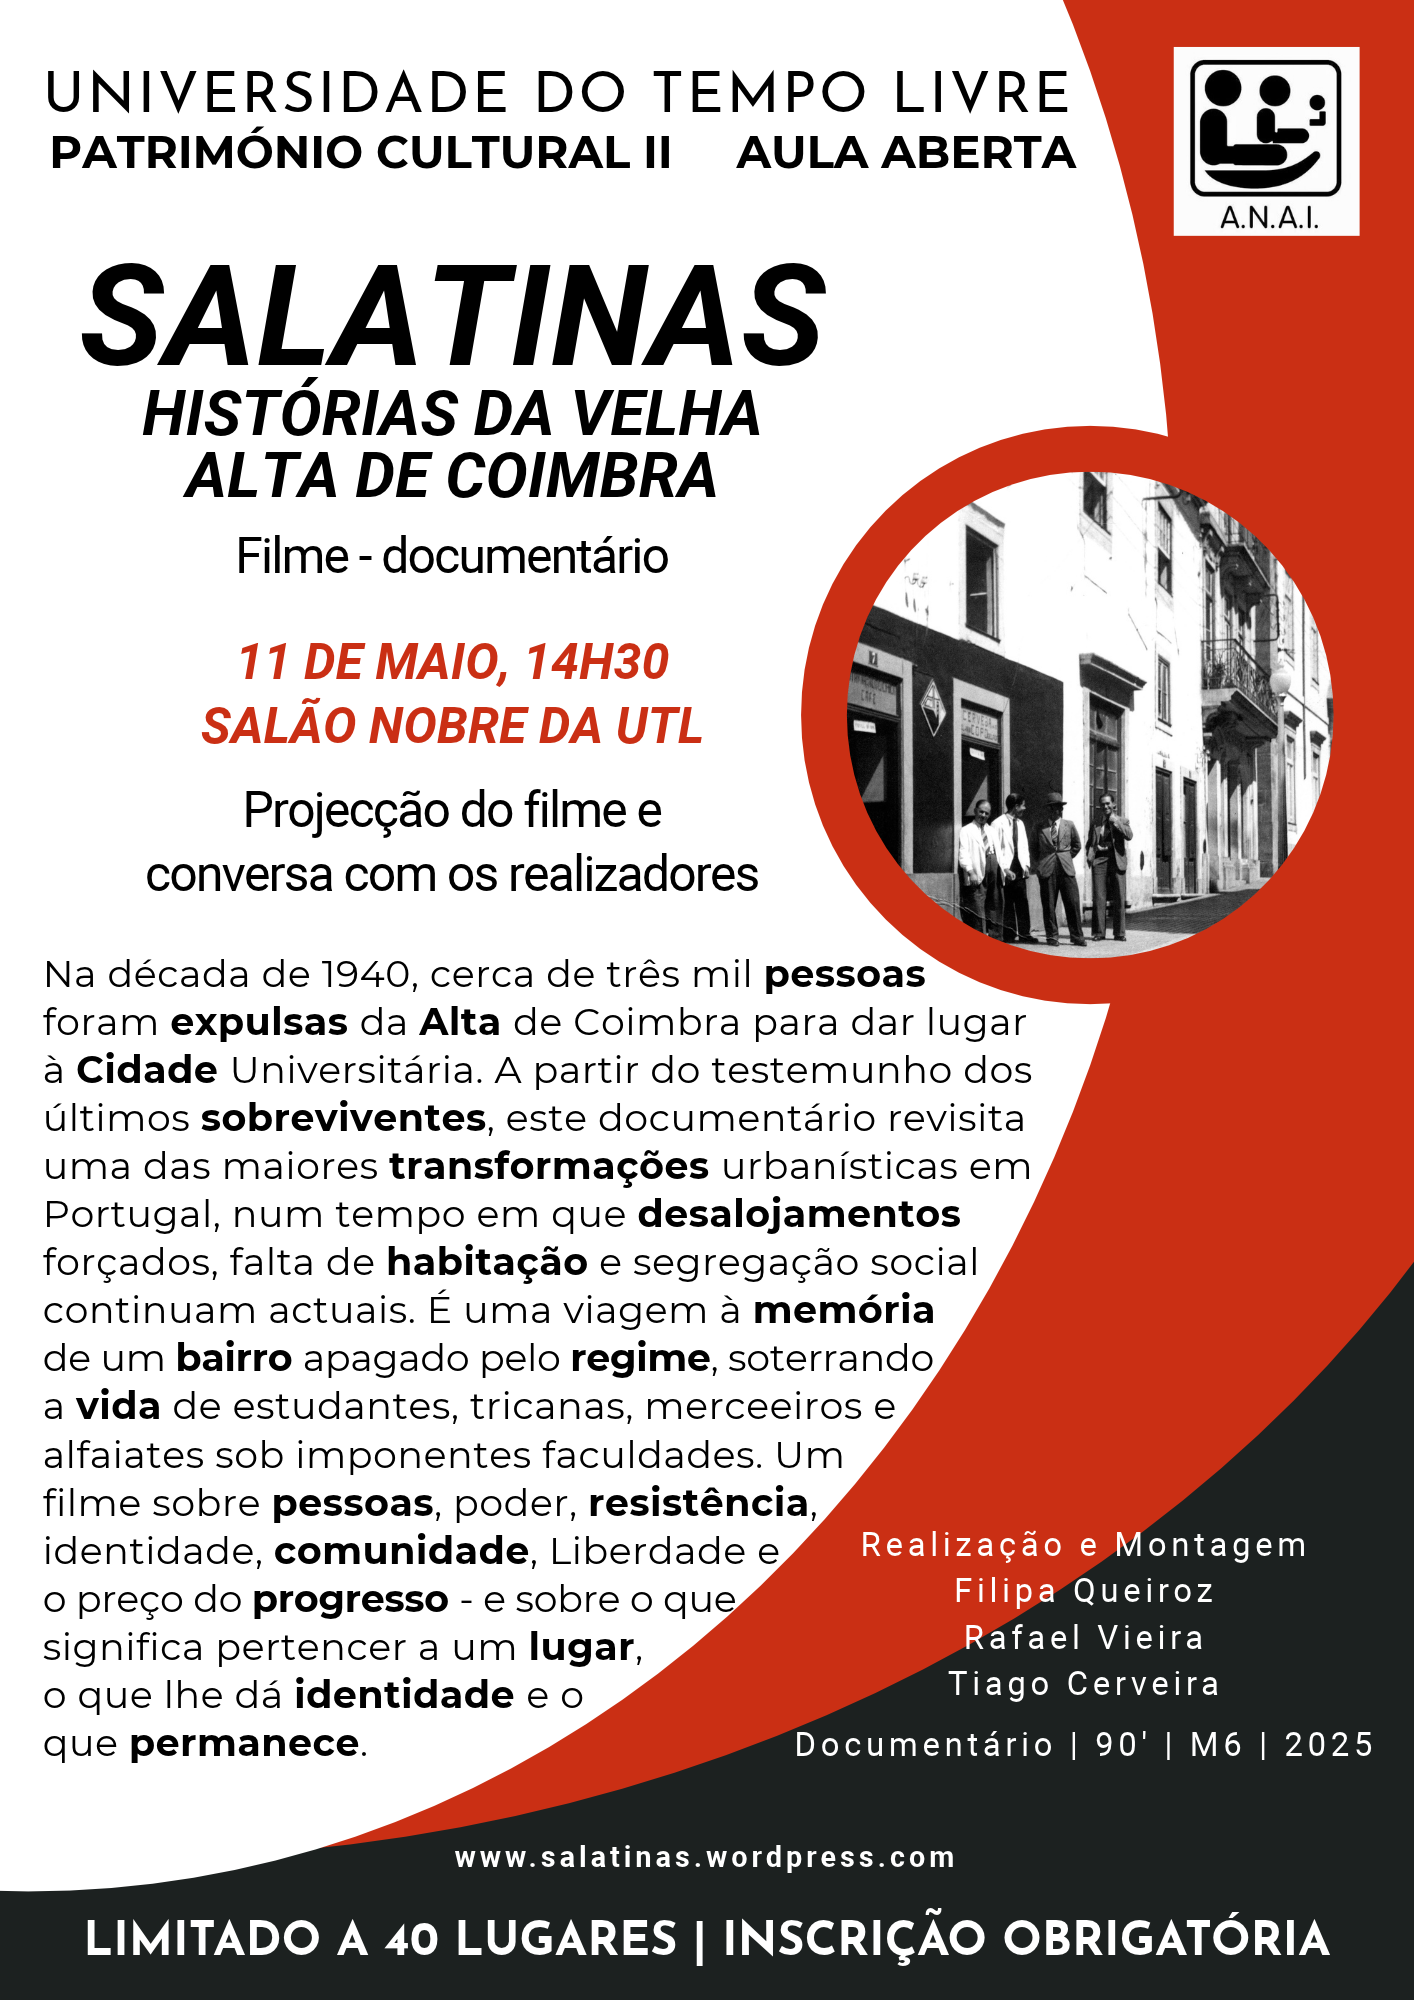 UNIVERSIDADE DO TEMPO LIVRE
PATRIMÓNIO CULTURAL II AULA ABERTA
A.N.A.I.
SALATINAS
HISTÓRIAS DA VELHA
ALTA DE COIMBRA
Filme - documentário
11 DE MAIO, 14H30
SALÃO NOBRE DA UTL
Projecção do filme e
conversa com os realizadores
7
CAFÉ
Na década de 1940, cerca de três mil pessoas
foram expulsas da Alta de Coimbra para dar lugar
à Cidade Universitária. A partir do testemunho dos
últimos sobreviventes, este documentário revisita
uma das maiores transformações urbanísticas em
Portugal, num tempo em que desalojamentos
forçados, falta de habitação e segregação social
continuam actuais. É uma viagem à memória
de um bairro apagado pelo regime, soterrando
a vida de estudantes, tricanas, merceeiros e
alfaiates sob imponentes faculdades. Um
filme sobre pessoas, poder, resistência,
identidade, comunidade, Liberdade e
o preço do progresso - e sobre o que
significa pertencer a um lugar,
o que lhe dá identidade e o
que permanece.
Realização e Montagem
Filipa Queiroz
Rafael Vieira
Tiago Cerveira
Documentário | 90' | M6 | 2025
www.salatinas.wordpress.com
LIMITADO A 40 LUGARES | INSCRIÇÃO OBRIGATÓRIA